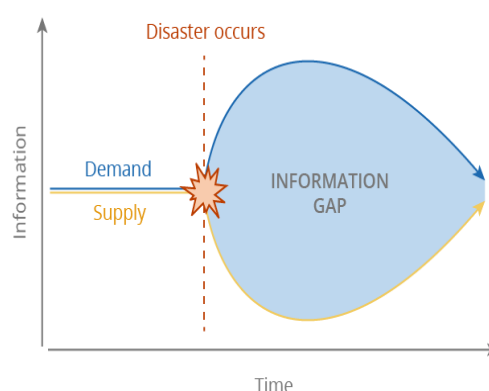 Disaster occurs
Information
Demand
Supply
INFORMATION
GAP
Time